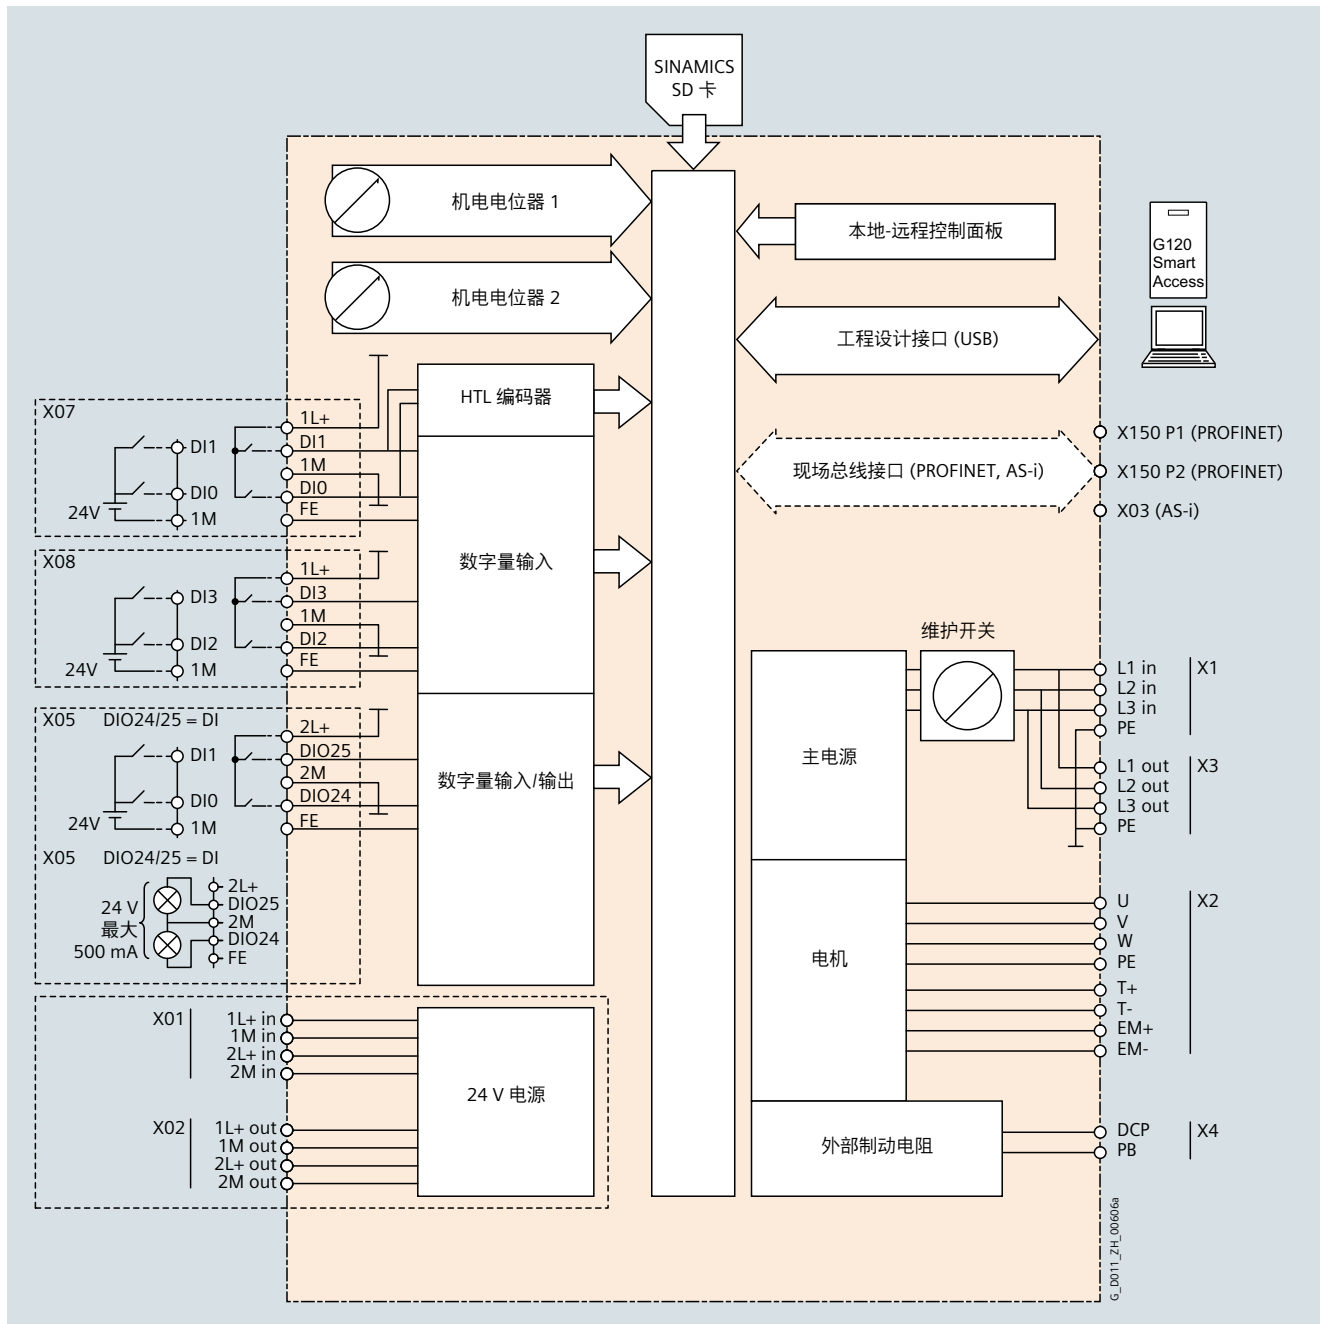 SINAMICS
SD 卡
机电电位器 1
机电电位器 2
本地-远程控制面板
工程设计接口 (USB)
现场总线接口 (PROFINET, AS-i)
G120
Smart
Access
X150 P1 (PROFINET)
X150 P2 (PROFINET)
X03 (AS-i)
HTL 编码器
数字量输入
数字量输入/输出
X07
DI1
DI0
24V
1M
1L+
DI1
1M
DI0
FE
X08
DI3
DI2
24V
1M
1L+
DI3
1M
DI2
FE
X05 DIO24/25 = DI
DI1
DI0
24V
1M
2L+
DIO25
2M
DIO24
FE
X05 DIO24/25 = DI
24 V
最大
500 mA
2L+
DIO25
2M
DIO24
FE
X01
1L+ in
1M in
2L+ in
2M in
X02
1L+ out
1M out
2L+ out
2M out
24 V 电源
维护开关
主电源
电机
外部制动电阻
L1 in X1
L2 in
L3 in
PE
L1 out X3
L2 out
L3 out
PE
U X2
V
W
PE
T+
T-
EM+
EM-
DCP X4
PB
G_D011_ZH_00606a